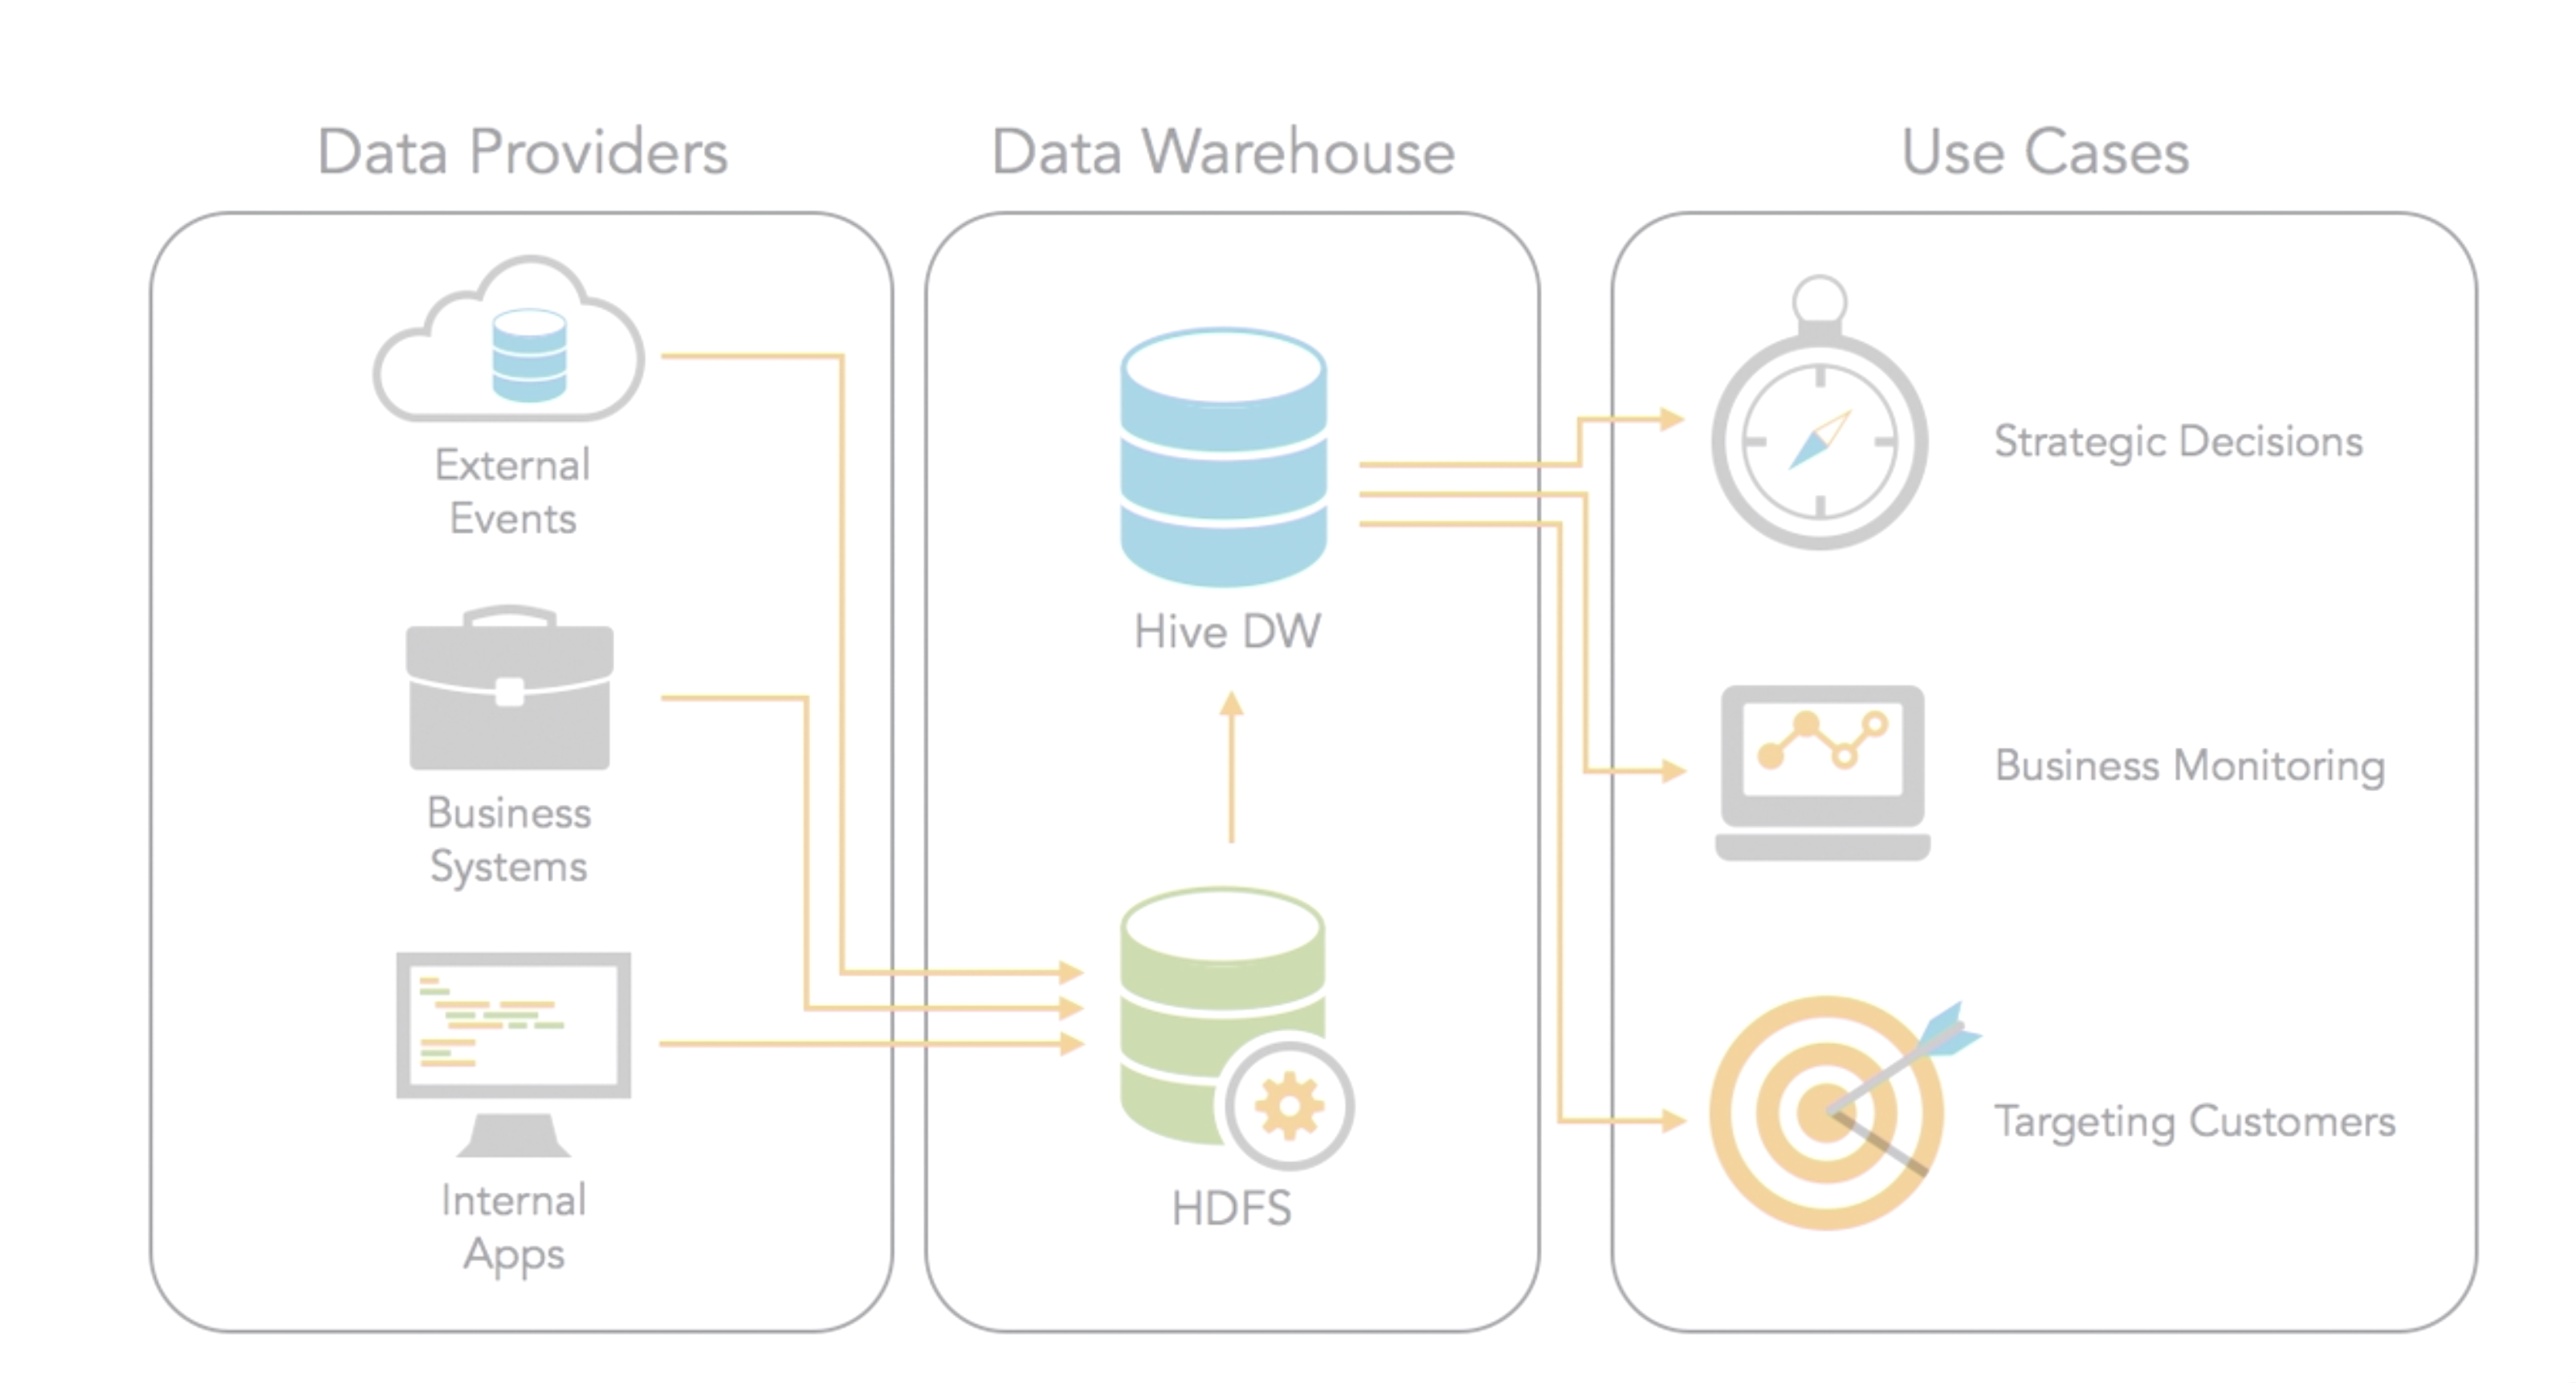 Data Providers
Data Warehouse
Use Cases
External
Events
Business
Systems
Internal
Apps
Hive DW
HDFS
Strategic Decisions
Business Monitoring
Targeting Customers